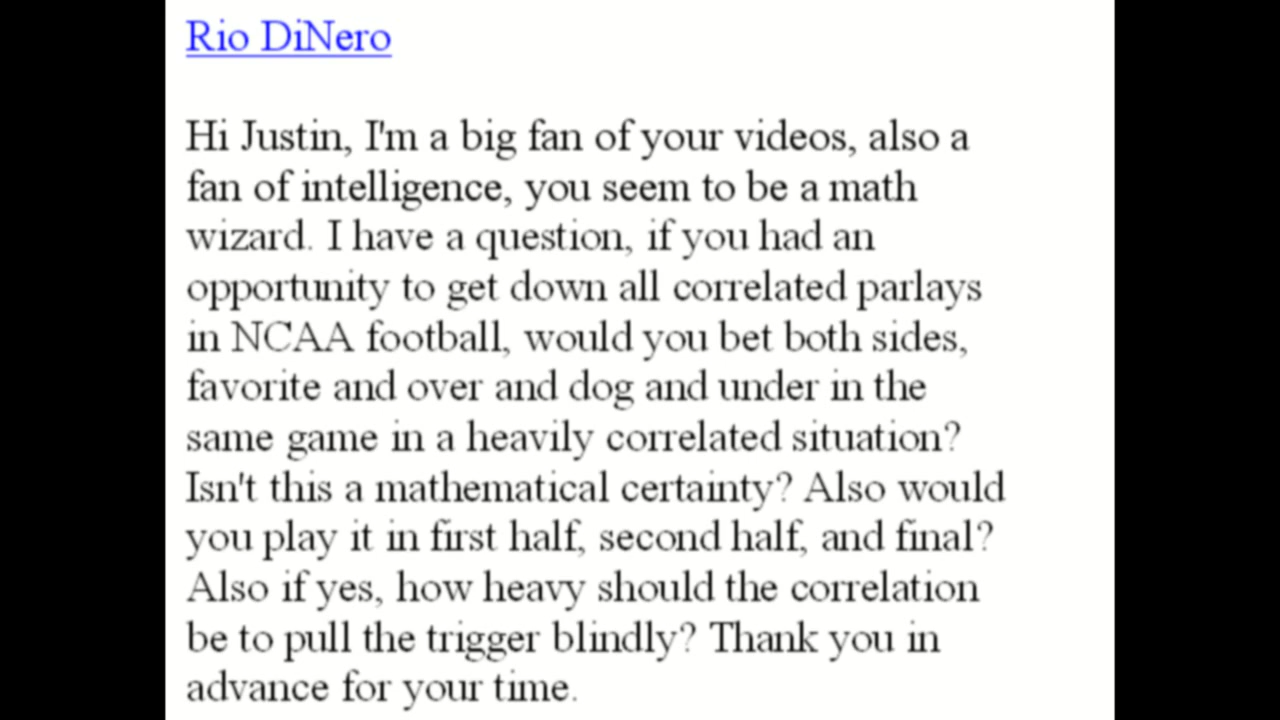 Rio DiNero
Hi Justin, I'm a big fan of your videos, also a
fan of intelligence, you seem to be a math
wizard. I have a question, if you had an
opportunity to get down all correlated parlays
in NCAA football, would you bet both sides,
favorite and over and dog and under in the
same game in a heavily correlated situation?
Isn't this a mathematical certainty? Also would
you play it in first half, second half, and final?
Also if yes, how heavy should the correlation
be to pull the trigger blindly? Thank you in
advance for your time.